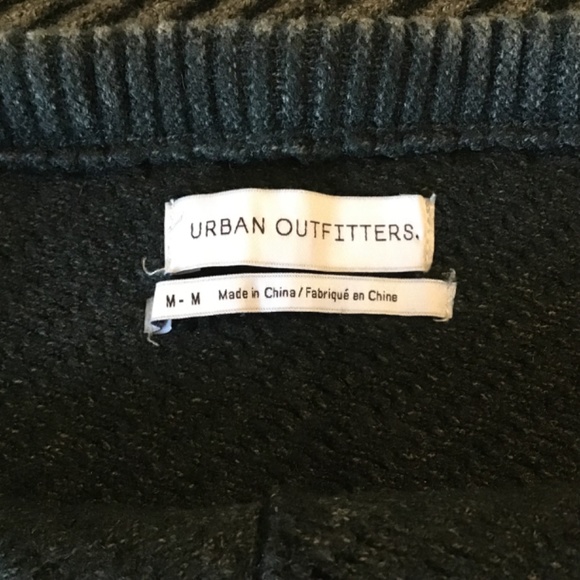 URBAN OUTFITTERS.
M - M Made in China / Fabriqué en Chine